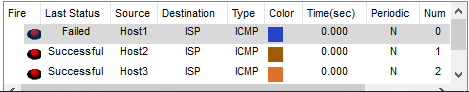 Fire Last Status Source Destination Type Color Time(sec) Periodic Num
Failed Host1 ISP ICMP 0.000 N 0
Successful Host2 ISP ICMP 0.000 N 1
Successful Host3 ISP ICMP 0.000 N 2